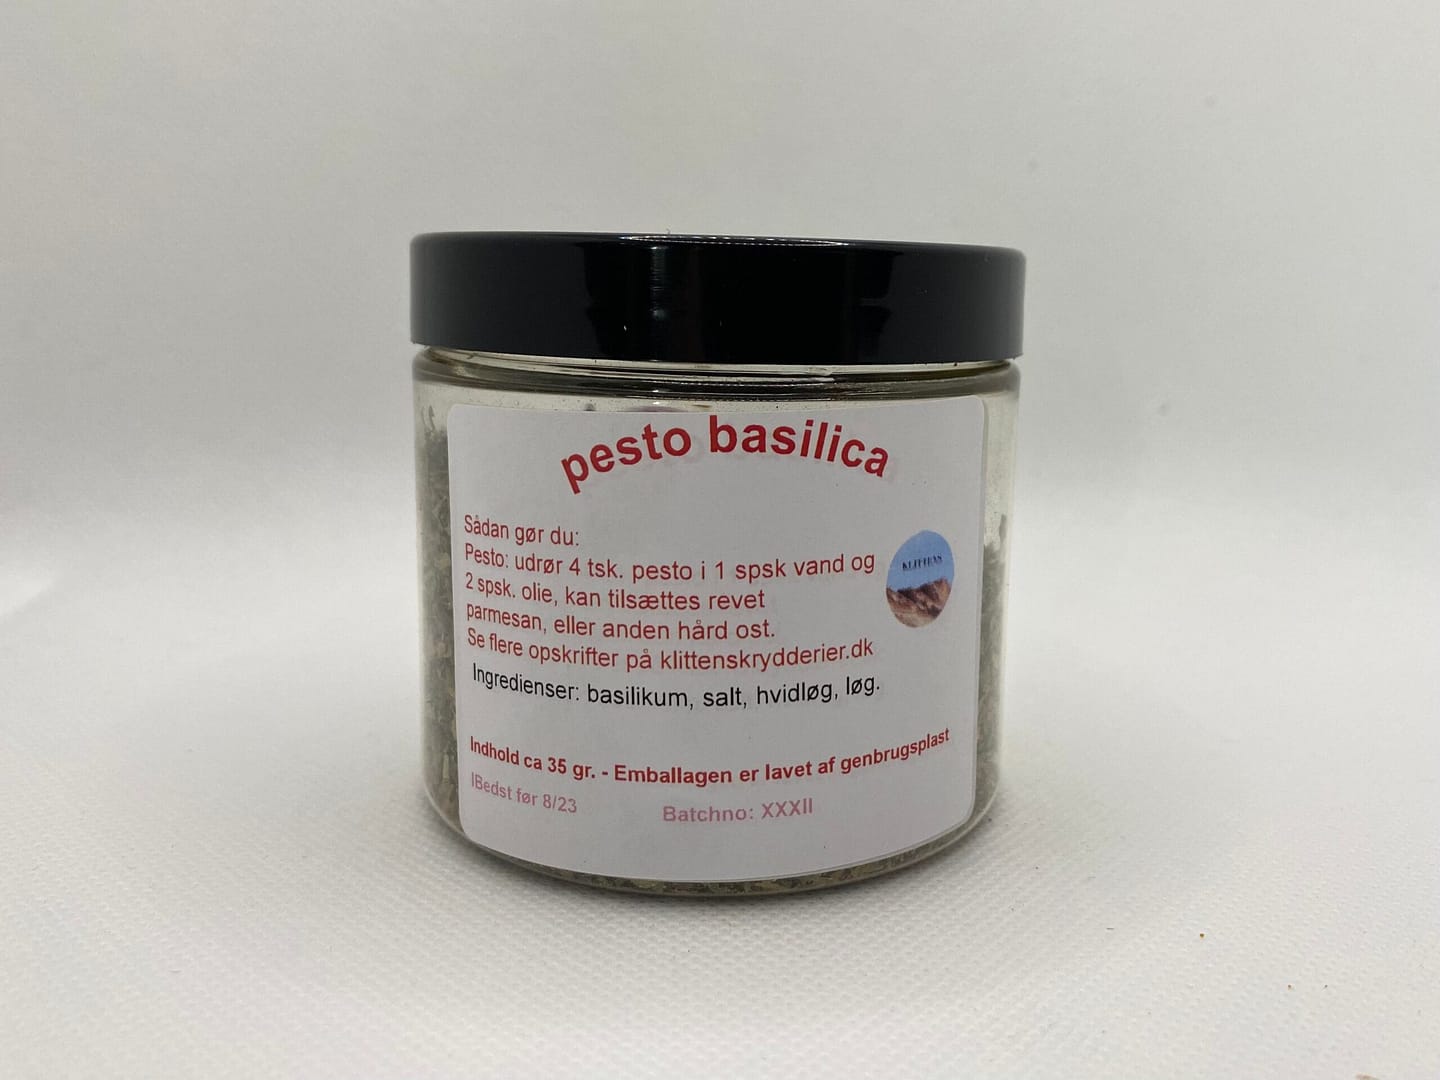 pesto basilica
Sådan gør du:
Pesto: udrør 4 tsk. pesto i 1 spsk vand og
2 spsk. olie, kan tilsættes revet
parmesan, eller anden hård ost.
Se flere opskrifter på klittenskrydderier.dk
KLITTENS
Ingredienser: basilikum, salt, hvidløg, løg.
Indhold ca 35 gr. - Emballagen er lavet af genbrugsplast
lBedst før 8/23
Batchno: XXXII